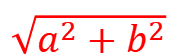 √(a² + b²)